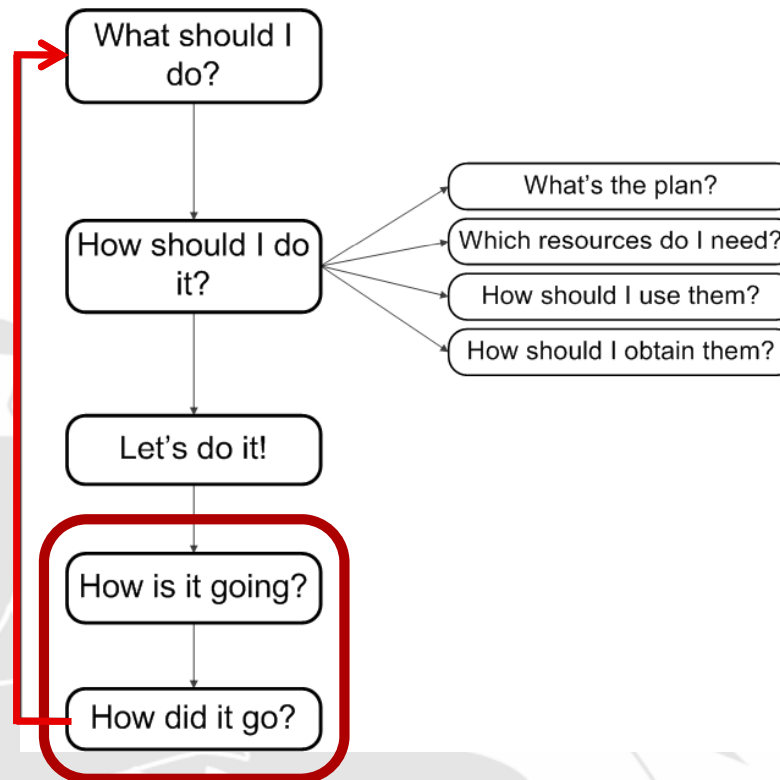 What should I
do?
How should I do
it?
What's the plan?
Which resources do I need?
How should I use them?
How should I obtain them?
Let's do it!
How is it going?
How did it go?